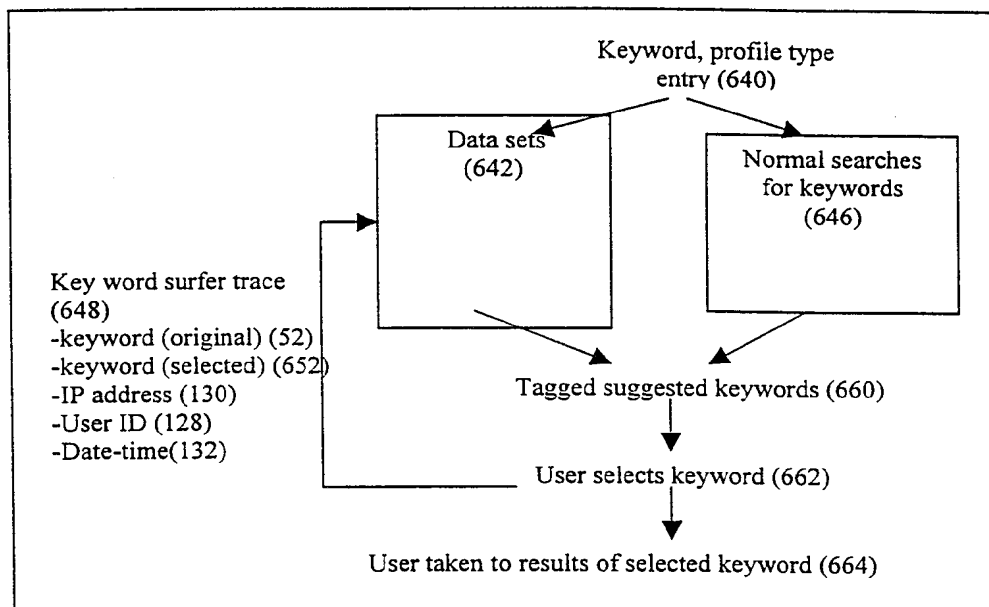 Keyword, profile type
entry (640)
Data sets
(642)
Normal searches
for keywords
(646)
Key word surfer trace
(648)
-keyword (original) (52)
-keyword (selected) (652)
-IP address (130)
-User ID (128)
-Date-time(132)
Tagged suggested keywords (660)
User selects keyword (662)
User taken to results of selected keyword (664)